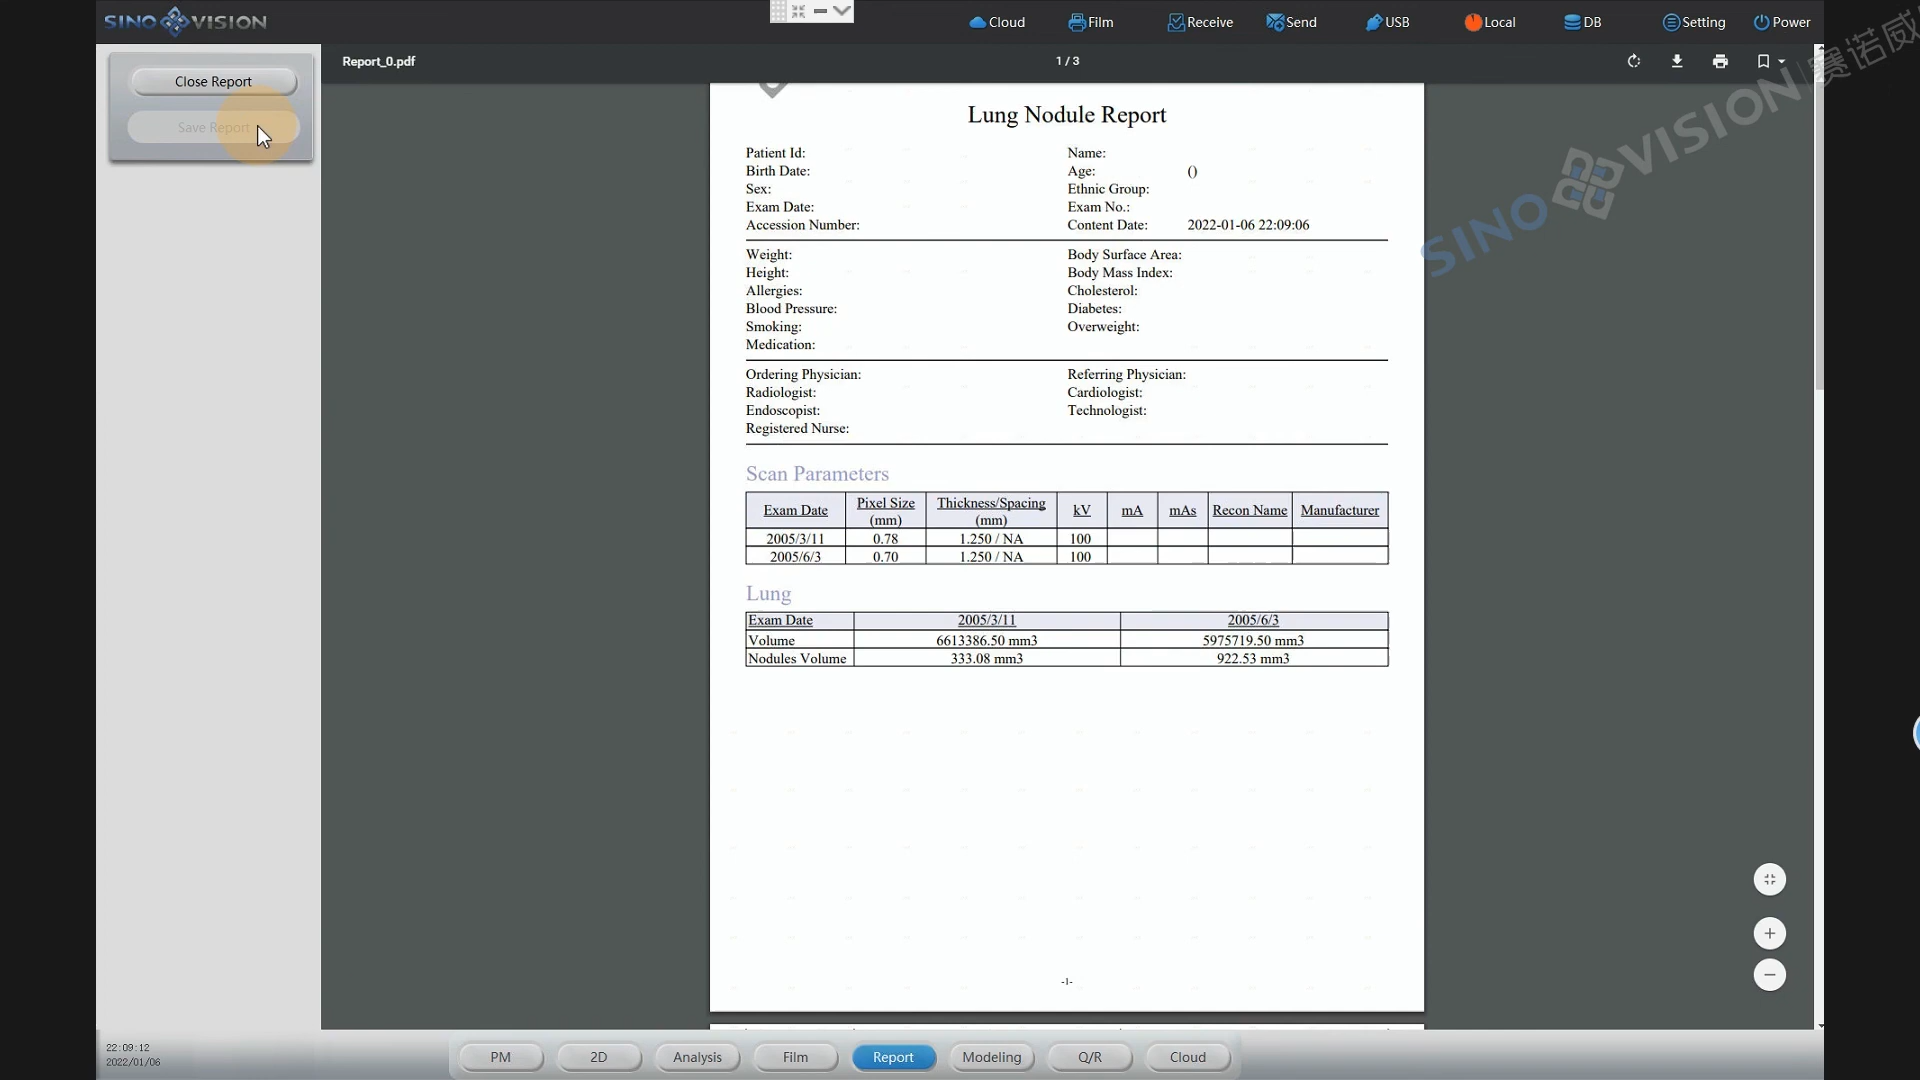 SINO VISION
Cloud Film Receive Send USB Local DB Setting Power
Close Report
Save Report
Report_0.pdf
1 / 3
Lung Nodule Report
Patient Id: Name:
Birth Date: Age: ()
Sex: Ethnic Group:
Exam Date: Exam No.:
Accession Number: Content Date: 2022-01-06 22:09:06
Weight: Body Surface Area:
Height: Body Mass Index:
Allergies: Cholesterol:
Blood Pressure: Diabetes:
Smoking: Overweight:
Medication:
Ordering Physician: Referring Physician:
Radiologist: Cardiologist:
Endoscopist: Technologist:
Registered Nurse:
Scan Parameters
Exam Date Pixel Size (mm) Thickness/Spacing (mm) kV mA mAs Recon Name Manufacturer
2005/3/11 0.78 1.250 / NA 100
2005/6/3 0.70 1.250 / NA 100
Lung
Exam Date 2005/3/11 2005/6/3
Volume 6613386.50 mm3 5975719.50 mm3
Nodules Volume 333.08 mm3 922.53 mm3
-1-
SINO VISION | 赛诺威
22:09:12
2022/01/06
PM 2D Analysis Film Report Modeling Q/R Cloud